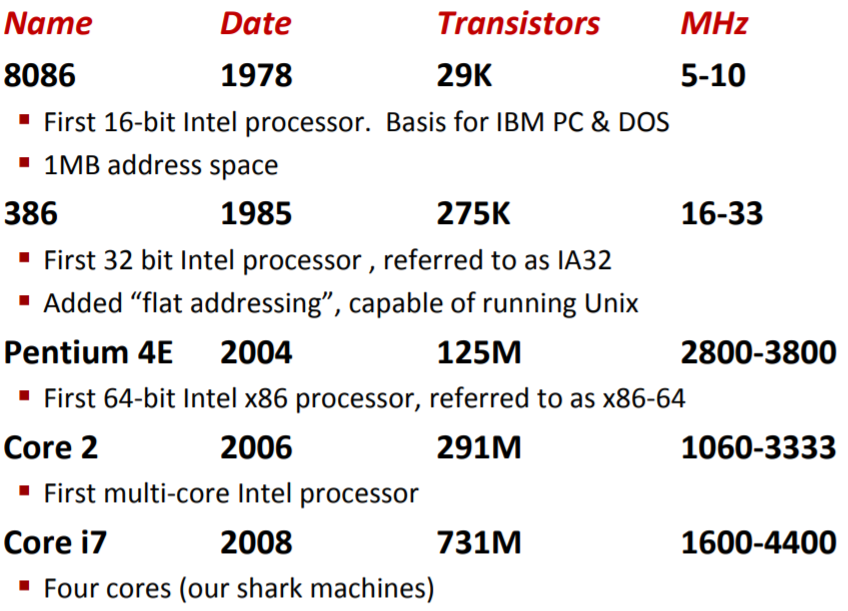 Name Date Transistors MHz
8086 1978 29K 5-10
▪ First 16-bit Intel processor. Basis for IBM PC & DOS
▪ 1MB address space
386 1985 275K 16-33
▪ First 32 bit Intel processor , referred to as IA32
▪ Added “flat addressing”, capable of running Unix
Pentium 4E 2004 125M 2800-3800
▪ First 64-bit Intel x86 processor, referred to as x86-64
Core 2 2006 291M 1060-3333
▪ First multi-core Intel processor
Core i7 2008 731M 1600-4400
▪ Four cores (our shark machines)